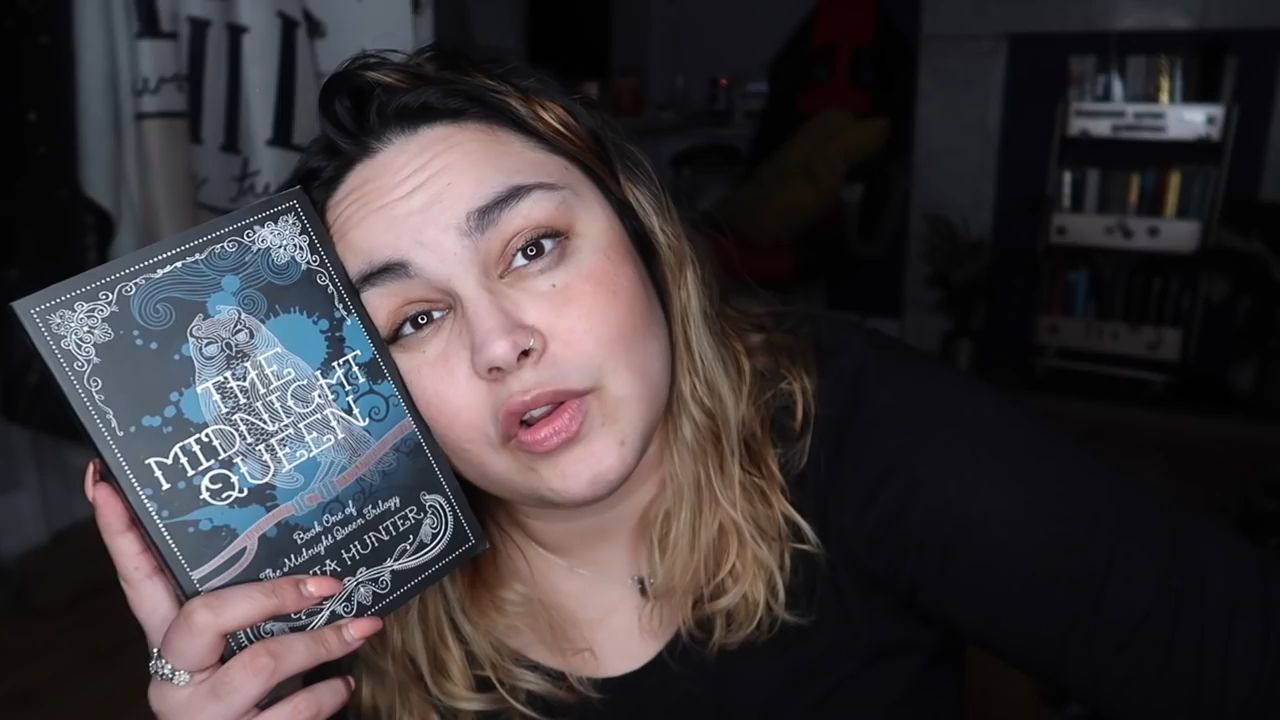 THE
MIDNIGHT
QUEEN
Book One of
The Midnight Queen Trilogy
HUNTER